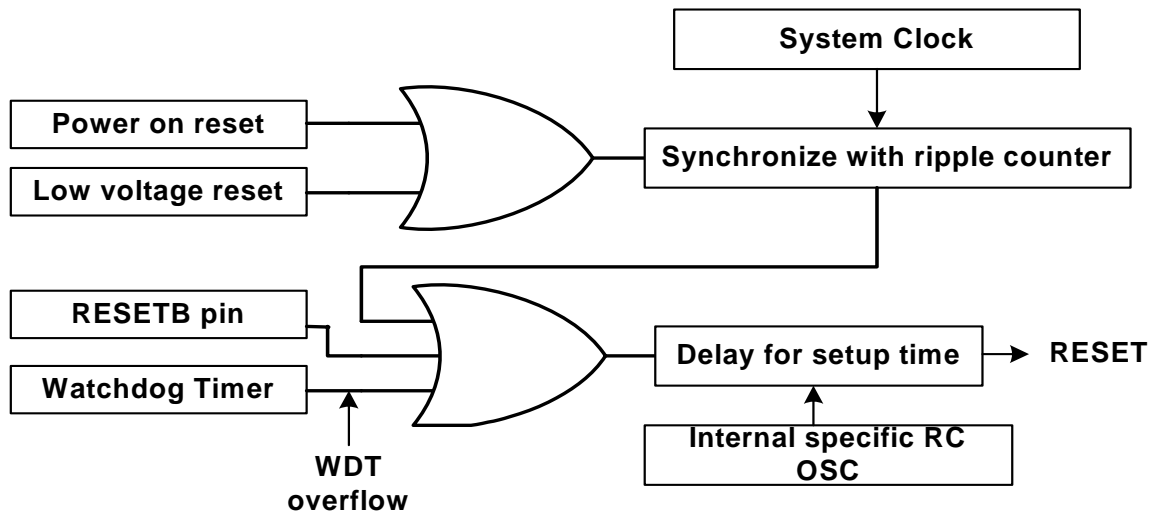 System Clock
Power on reset
Synchronize with ripple counter
Low voltage reset
RESETB pin
Delay for setup time
RESET
Watchdog Timer
Internal specific RC
OSC
WDT
overflow